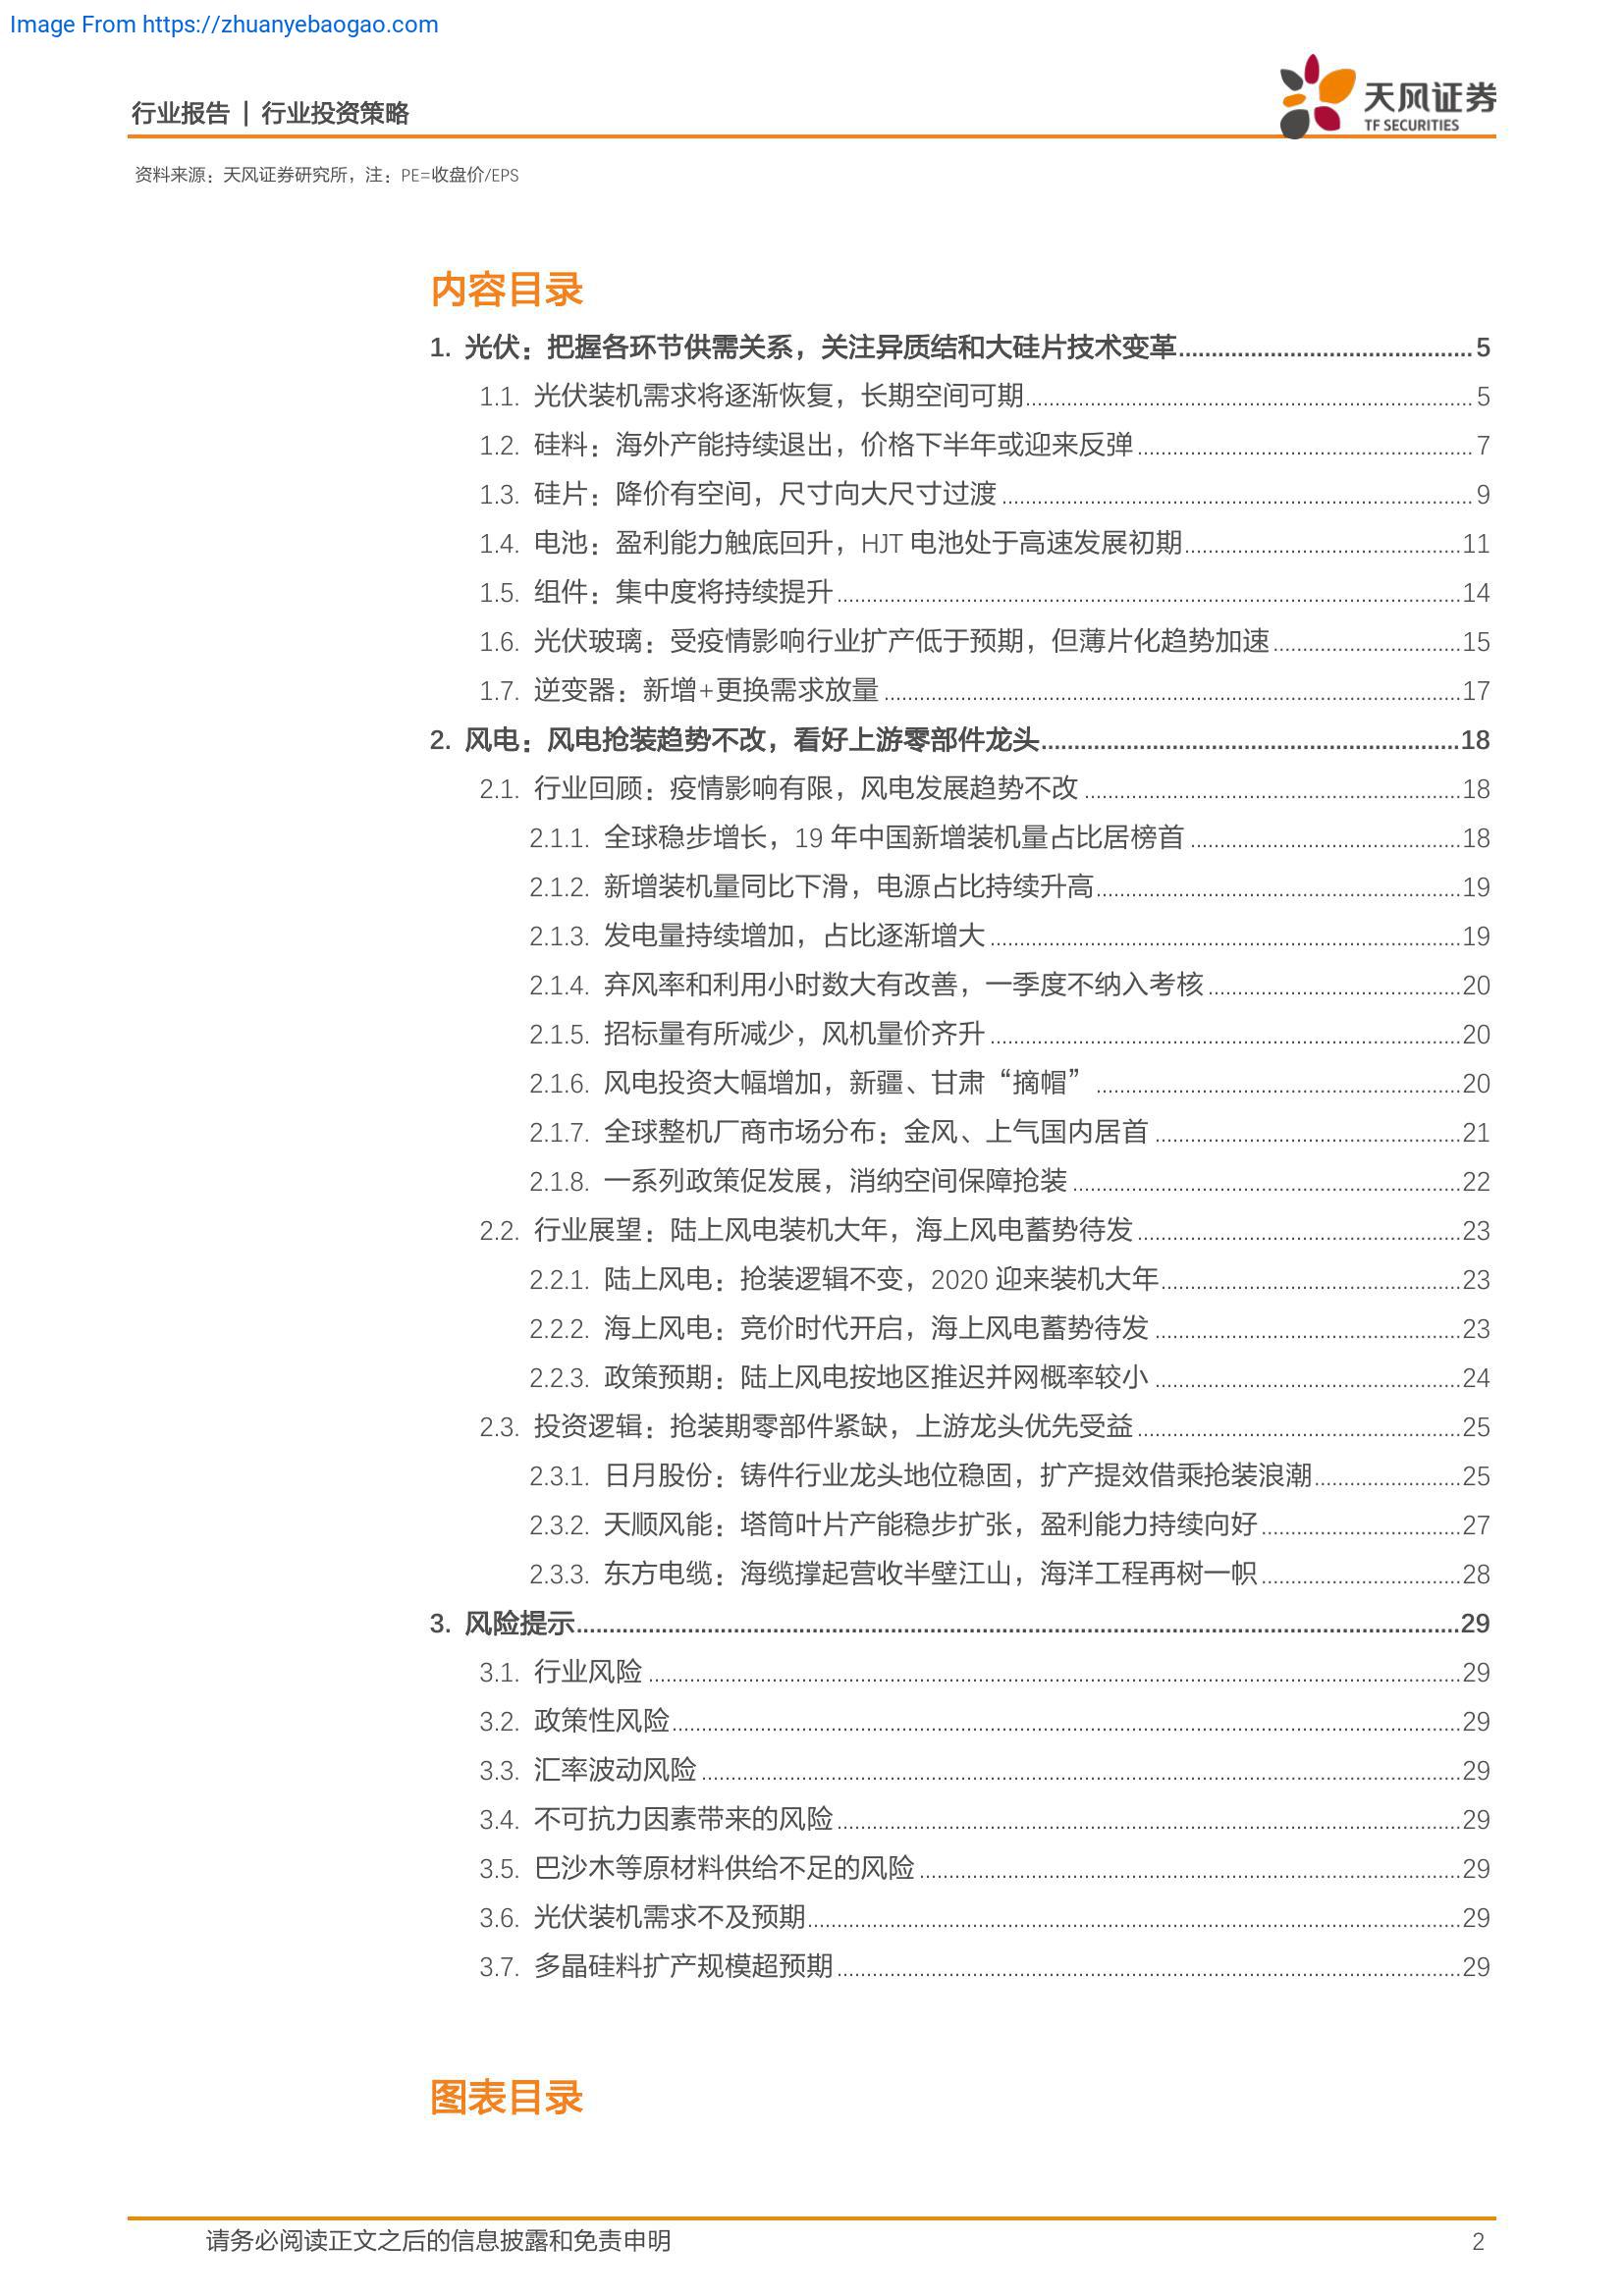 Image From https://zhuanyebaogao.com
行业报告 | 行业投资策略
天风证券
TF SECURITIES
资料来源：天风证券研究所，注：PE=收盘价/EPS
内容目录
1. 光伏：把握各环节供需关系，关注异质结和大硅片技术变革 5
1.1. 光伏装机需求将逐渐恢复，长期空间可期 5
1.2. 硅料：海外产能持续退出，价格下半年或迎来反弹 7
1.3. 硅片：降价有空间，尺寸向大尺寸过渡 9
1.4. 电池：盈利能力触底回升，HJT 电池处于高速发展初期 11
1.5. 组件：集中度将持续提升 14
1.6. 光伏玻璃：受疫情影响行业扩产低于预期，但薄片化趋势加速 15
1.7. 逆变器：新增+更换需求放量 17
2. 风电：风电抢装趋势不改，看好上游零部件龙头 18
2.1. 行业回顾：疫情影响有限，风电发展趋势不改 18
2.1.1. 全球稳步增长，19 年中国新增装机量占比居榜首 18
2.1.2. 新增装机量同比下滑，电源占比持续升高 19
2.1.3. 发电量持续增加，占比逐渐增大 19
2.1.4. 弃风率和利用小时数大有改善，一季度不纳入考核 20
2.1.5. 招标量有所减少，风机量价齐升 20
2.1.6. 风电投资大幅增加，新疆、甘肃“摘帽” 20
2.1.7. 全球整机厂商市场分布：金风、上气国内居首 21
2.1.8. 一系列政策促发展，消纳空间保障抢装 22
2.2. 行业展望：陆上风电装机大年，海上风电蓄势待发 23
2.2.1. 陆上风电：抢装逻辑不变，2020 迎来装机大年 23
2.2.2. 海上风电：竞价时代开启，海上风电蓄势待发 23
2.2.3. 政策预期：陆上风电按地区推迟并网概率较小 24
2.3. 投资逻辑：抢装期零部件紧缺，上游龙头优先受益 25
2.3.1. 日月股份：铸件行业龙头地位稳固，扩产提效借乘抢装浪潮 25
2.3.2. 天顺风能：塔筒叶片产能稳步扩张，盈利能力持续向好 27
2.3.3. 东方电缆：海缆撑起营收半壁江山，海洋工程再树一帜 28
3. 风险提示 29
3.1. 行业风险 29
3.2. 政策性风险 29
3.3. 汇率波动风险 29
3.4. 不可抗力因素带来的风险 29
3.5. 巴沙木等原材料供给不足的风险 29
3.6. 光伏装机需求不及预期 29
3.7. 多晶硅料扩产规模超预期 29
图表目录
请务必阅读正文之后的信息披露和免责申明 2